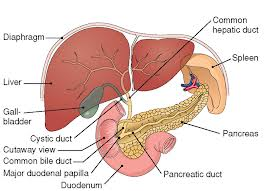 Common
hepatic duct
Diaphragm
Spleen
Liver
Gall-
bladder
Cystic duct
Cutaway view
Common bile duct
Major duodenal papilla
Duodenum
Pancreas
Pancreatic duct